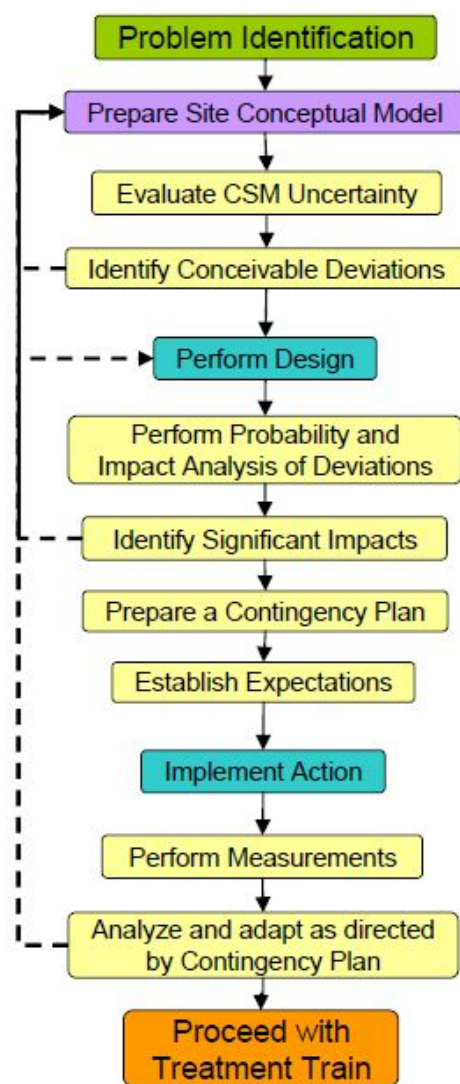 Problem Identification
Prepare Site Conceptual Model
Evaluate CSM Uncertainty
Identify Conceivable Deviations
Perform Design
Perform Probability and
Impact Analysis of Deviations
Identify Significant Impacts
Prepare a Contingency Plan
Establish Expectations
Implement Action
Perform Measurements
Analyze and adapt as directed
by Contingency Plan
Proceed with
Treatment Train